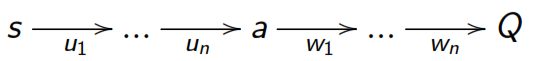 s … a … Q
u₁ uₙ w₁ wₙ